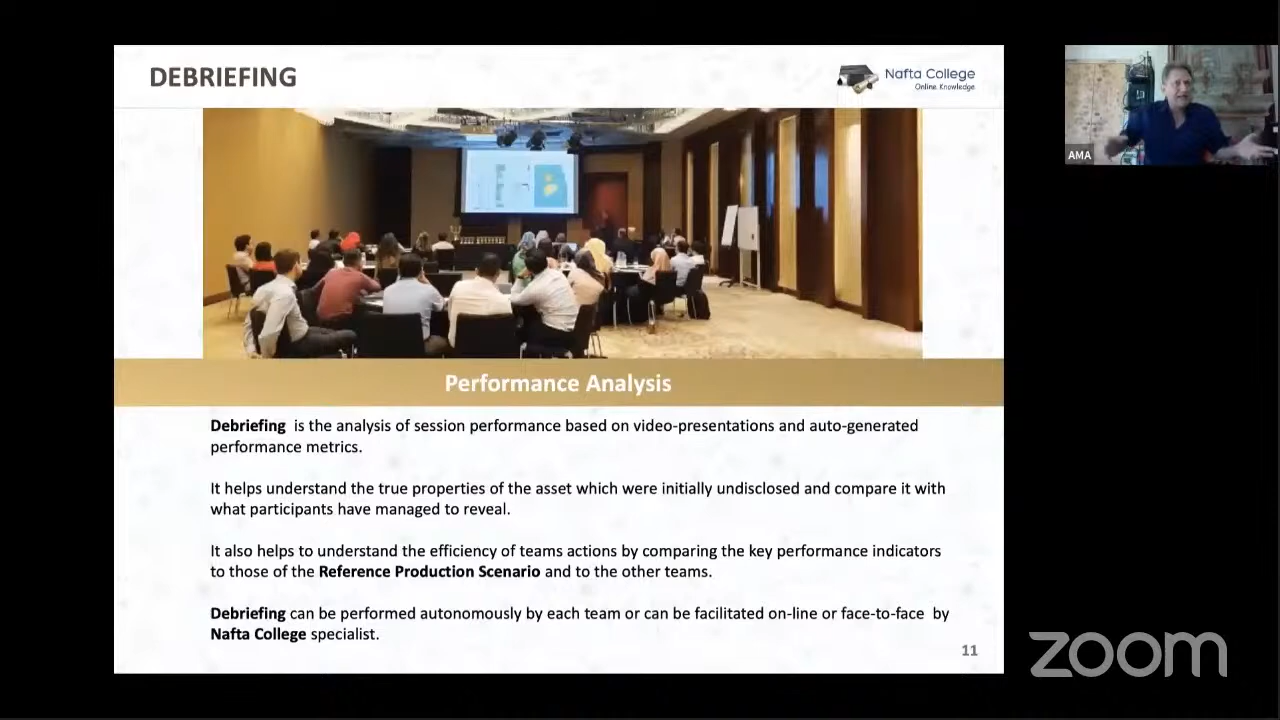 DEBRIEFING
Nafta College
Online. Knowledge
AMA
Performance Analysis
Debriefing is the analysis of session performance based on video-presentations and auto-generated
performance metrics.
It helps understand the true properties of the asset which were initially undisclosed and compare it with
what participants have managed to reveal.
It also helps to understand the efficiency of teams actions by comparing the key performance indicators
to those of the Reference Production Scenario and to the other teams.
Debriefing can be performed autonomously by each team or can be facilitated on-line or face-to-face by
Nafta College specialist.
11
zoom